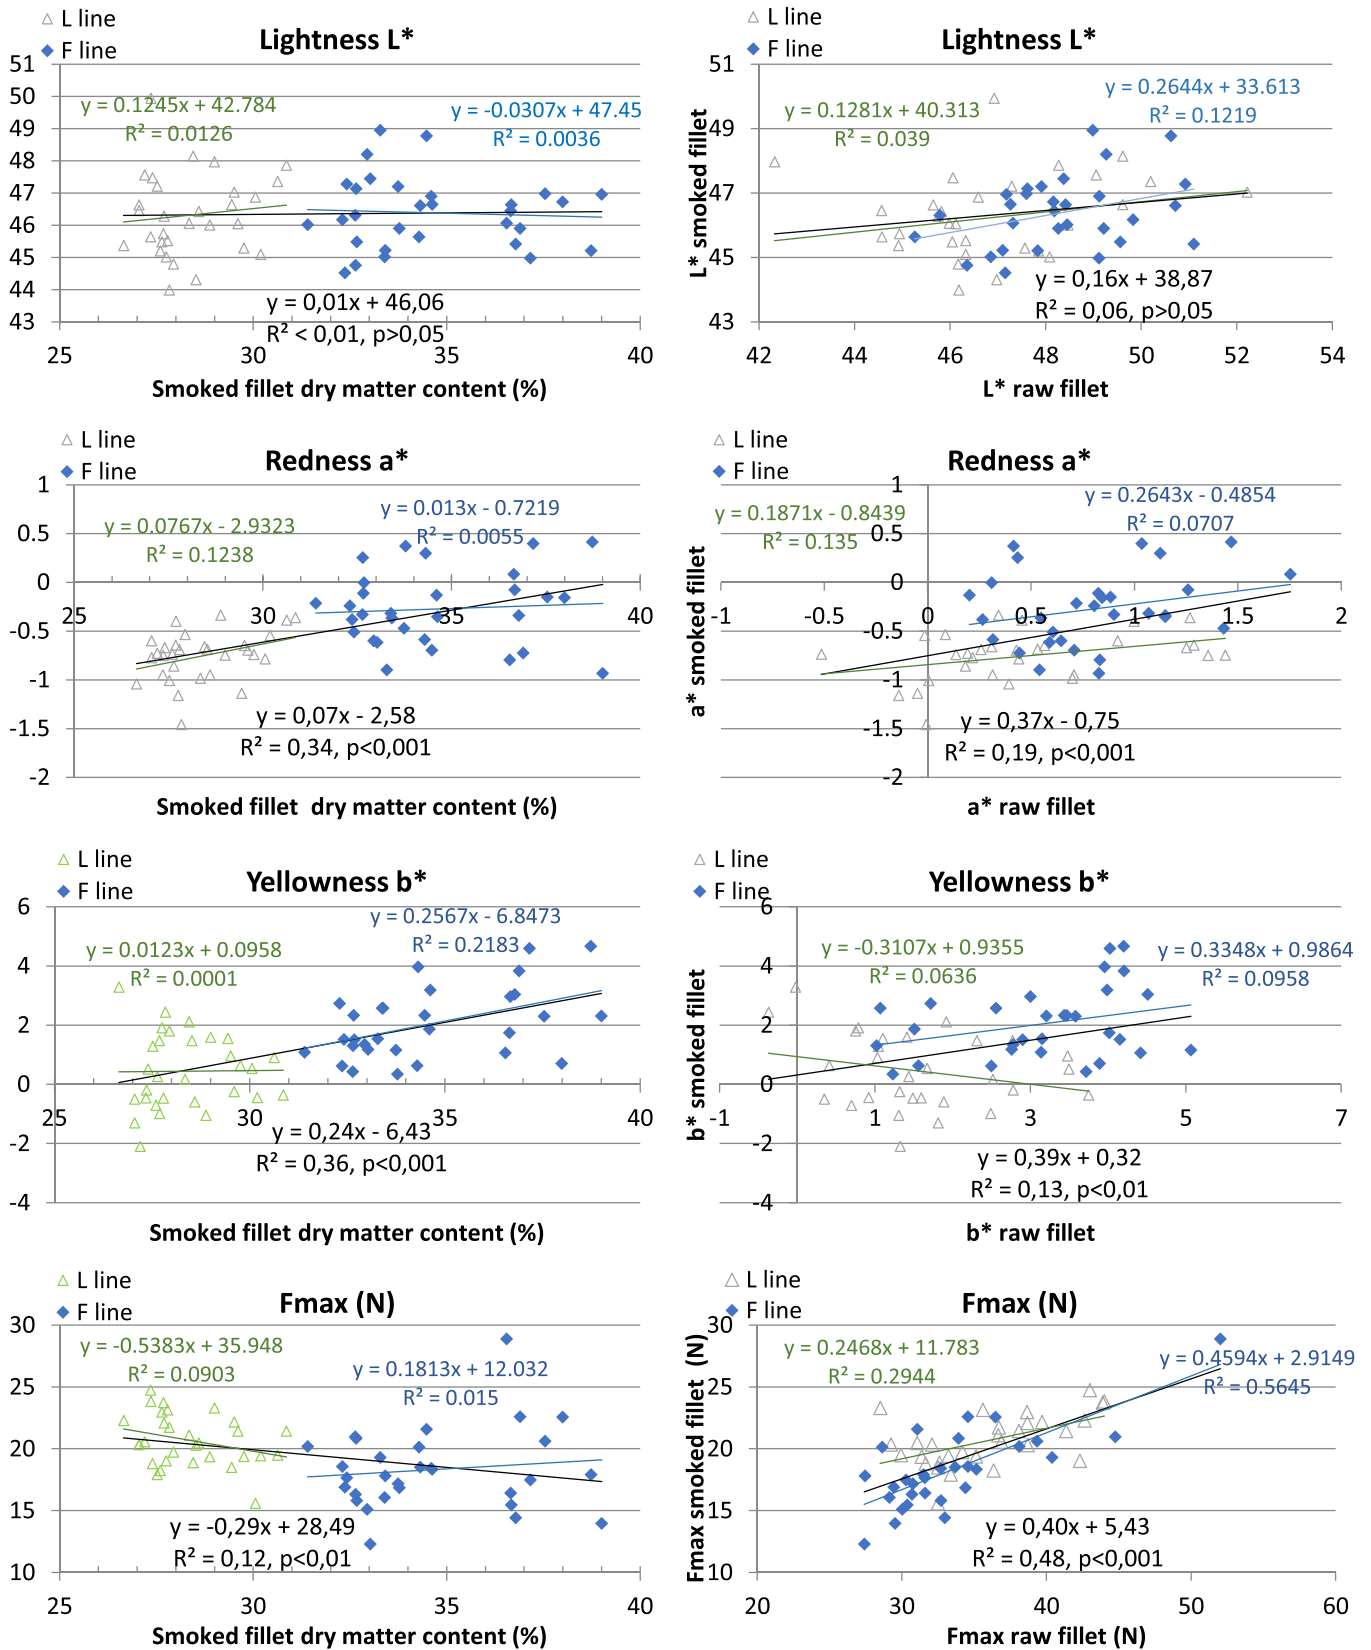 L line
F line
Lightness L*
51
50
49
48
47
46
45
44
43
y = 0.1245x + 42.784
R² = 0.0126
y = -0.0307x + 47.45
R² = 0.0036
y = 0,01x + 46,06
R² < 0,01, p>0,05
25 30 35 40
Smoked fillet dry matter content (%)
L line
F line
Lightness L*
L* smoked fillet
51
49
47
45
43
y = 0.1281x + 40.313
R² = 0.039
y = 0.2644x + 33.613
R² = 0.1219
y = 0,16x + 38,87
R² = 0,06, p>0,05
42 44 46 48 50 52 54
L* raw fillet
L line
F line
Redness a*
1
0.5
0
-0.5
-1
-1.5
-2
y = 0.0767x - 2.9323
R² = 0.1238
y = 0.013x - 0.7219
R² = 0.0055
25 30 35 40
y = 0,07x - 2,58
R² = 0,34, p<0,001
Smoked fillet dry matter content (%)
L line
F line
Redness a*
a* smoked fillet
1
0.5
0
-0.5
-1
-1.5
-2
y = 0.1871x - 0.8439
R² = 0.135
y = 0.2643x - 0.4854
R² = 0.0707
-1 -0.5 0 0.5 1 1.5 2
y = 0,37x - 0,75
R² = 0,19, p<0,001
a* raw fillet
L line
F line
Yellowness b*
6
4
2
0
-2
-4
y = 0.0123x + 0.0958
R² = 0.0001
y = 0.2567x - 6.8473
R² = 0.2183
25 30 35 40
y = 0,24x - 6,43
R² = 0,36, p<0,001
Smoked fillet dry matter content (%)
L line
F line
Yellowness b*
b* smoked fillet
6
4
2
0
-2
-4
y = -0.3107x + 0.9355
R² = 0.0636
y = 0.3348x + 0.9864
R² = 0.0958
-1 1 3 5 7
y = 0,39x + 0,32
R² = 0,13, p<0,01
b* raw fillet
L line
F line
Fmax (N)
30
25
20
15
10
y = -0.5383x + 35.948
R² = 0.0903
y = 0.1813x + 12.032
R² = 0.015
y = -0,29x + 28,49
R² = 0,12, p<0,01
25 30 35 40
Smoked fillet dry matter content (%)
L line
F line
Fmax (N)
Fmax smoked fillet (N)
30
25
20
15
10
y = 0.2468x + 11.783
R² = 0.2944
y = 0.4594x + 2.9149
R² = 0.5645
y = 0,40x + 5,43
R² = 0,48, p<0,001
20 30 40 50 60
Fmax raw fillet (N)